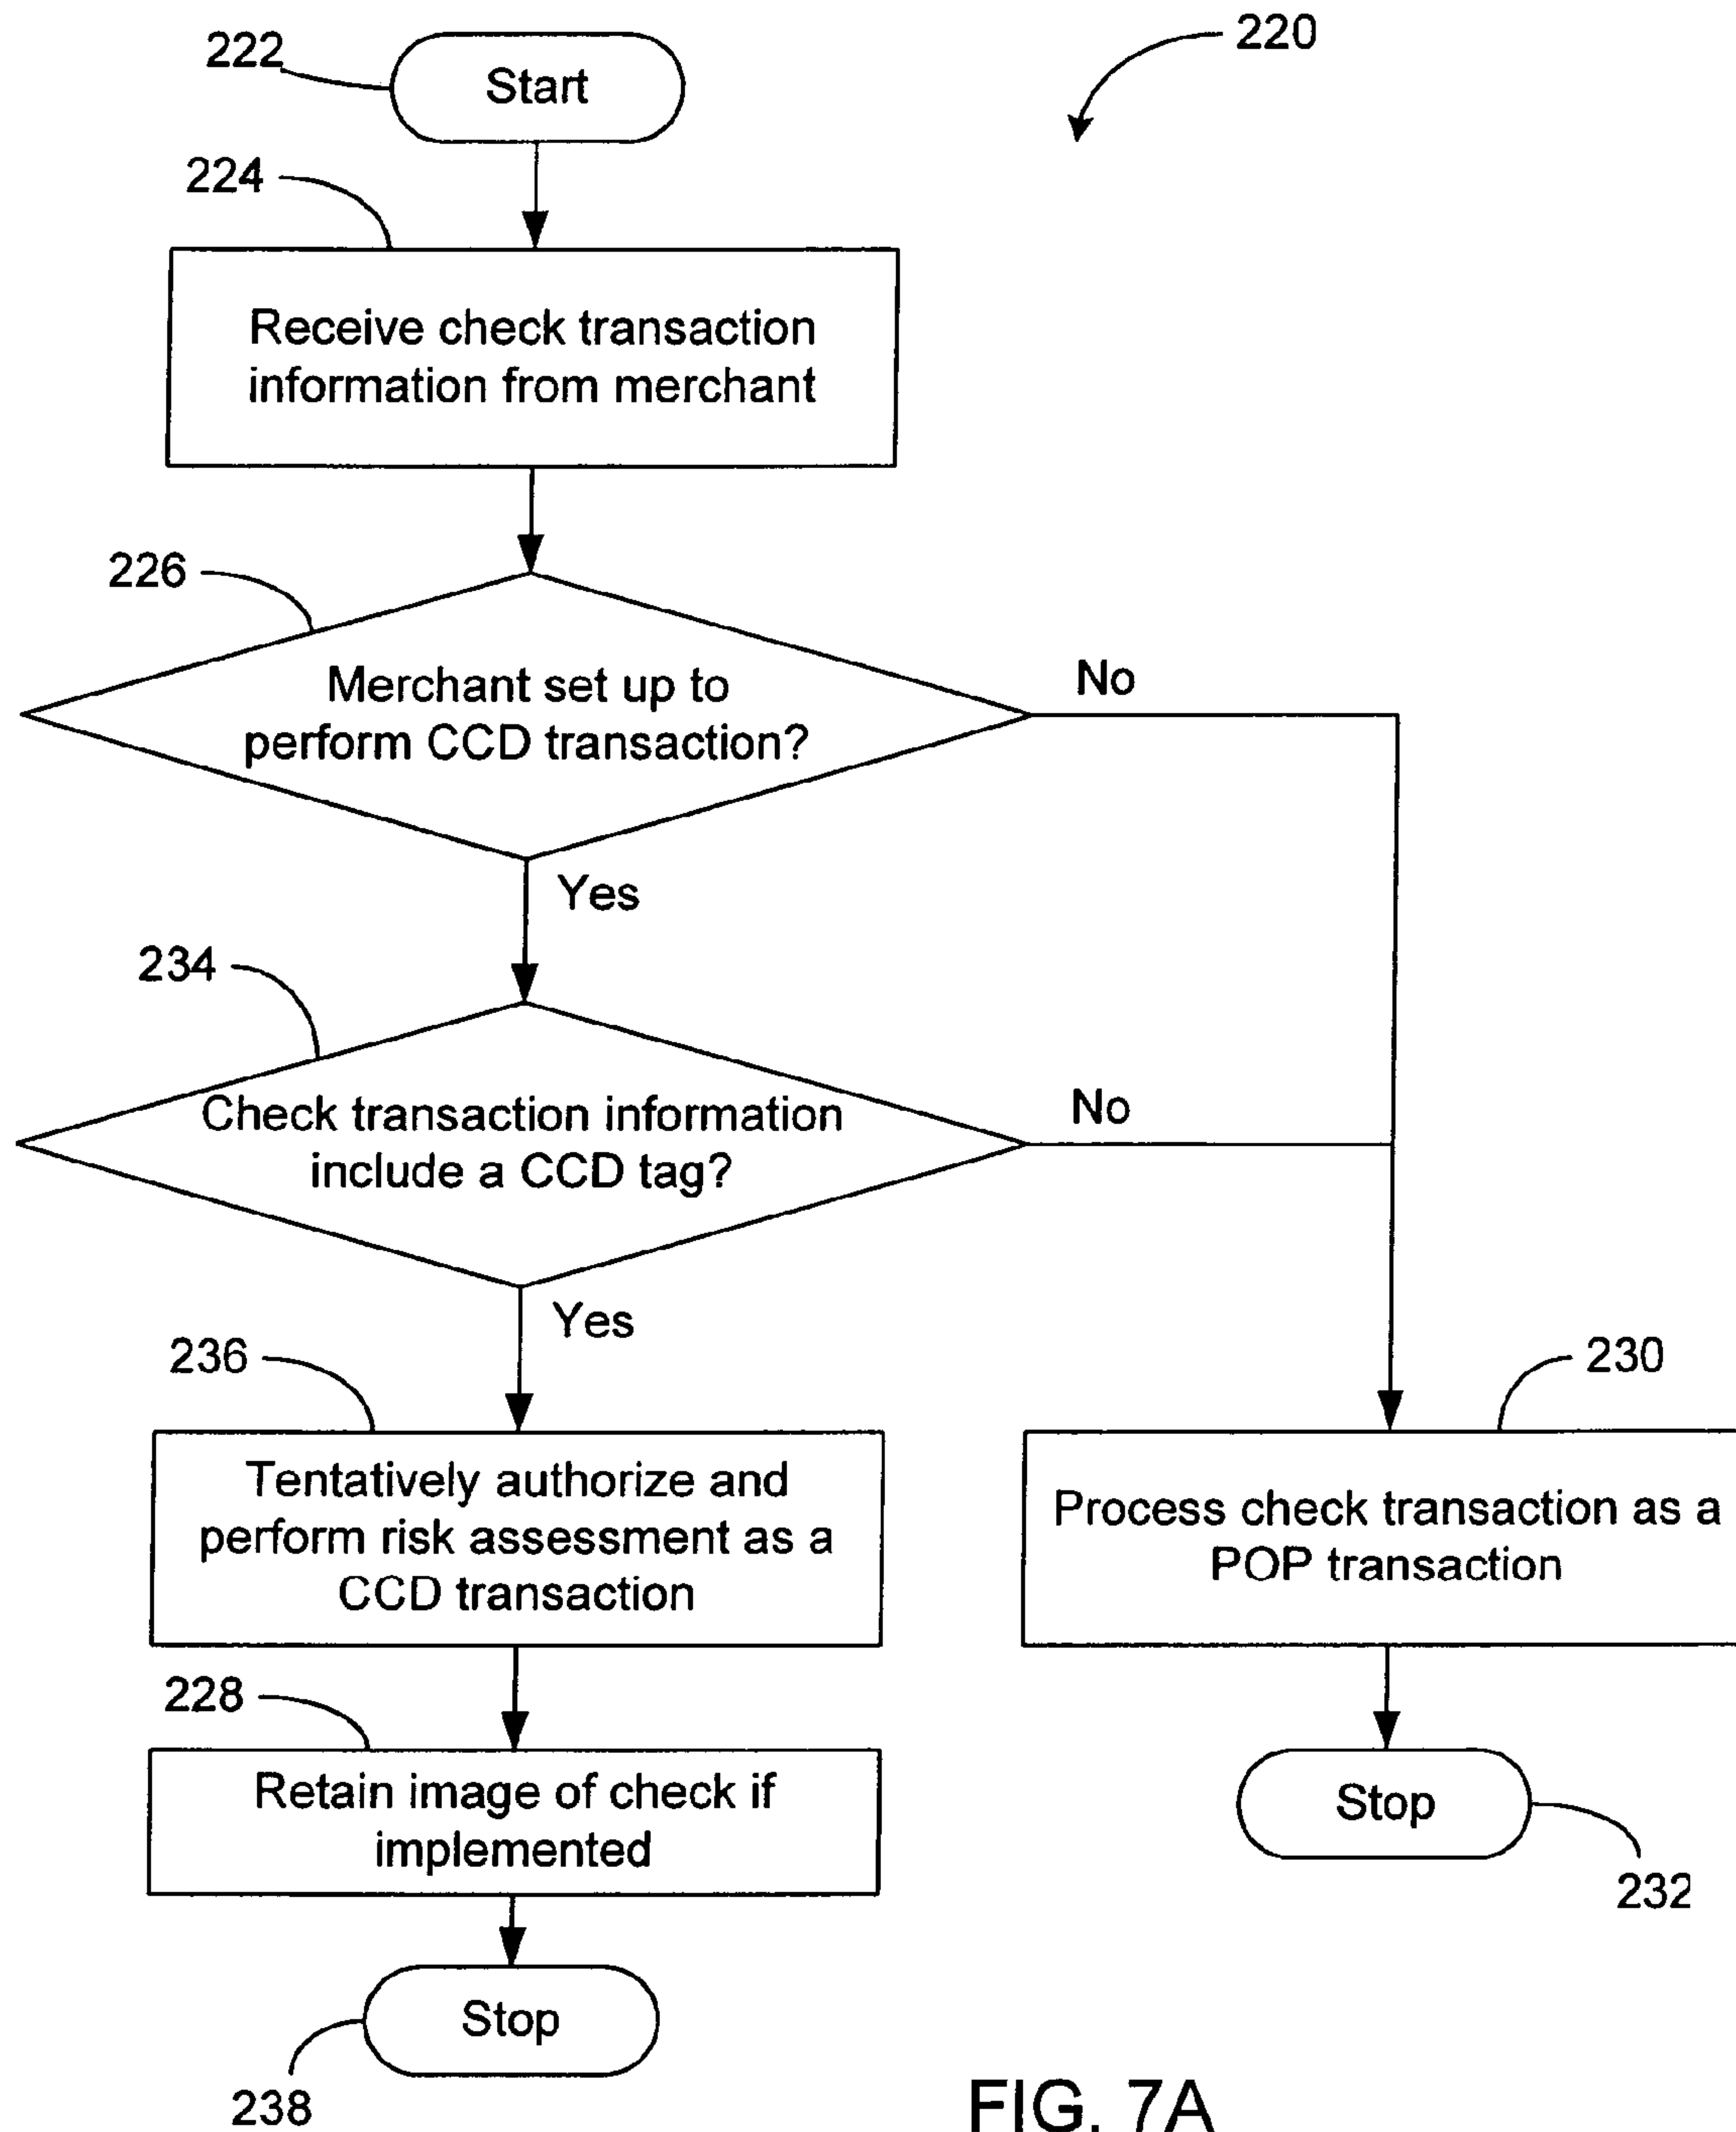 220
222
Start
224
Receive check transaction
information from merchant
226
Merchant set up to
perform CCD transaction?
No
Yes
234
Check transaction information
include a CCD tag?
No
Yes
236
Tentatively authorize and
perform risk assessment as a
CCD transaction
230
Process check transaction as a
POP transaction
228
Retain image of check if
implemented
Stop
232
Stop
238
FIG. 7A